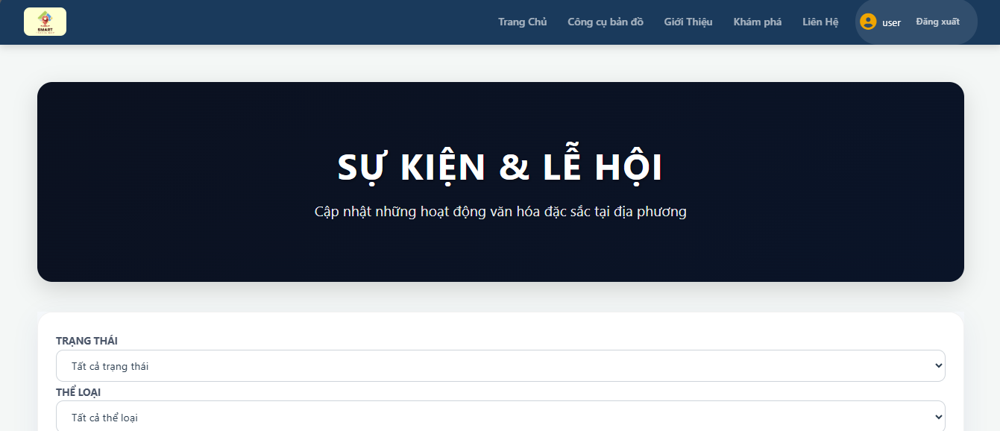 SMART
Trang Chủ Công cụ bản đồ Giới Thiệu Khám phá Liên Hệ user Đăng xuất
SỰ KIỆN & LỄ HỘI
Cập nhật những hoạt động văn hóa đặc sắc tại địa phương
TRẠNG THÁI
Tất cả trạng thái
THỂ LOẠI
Tất cả thể loại